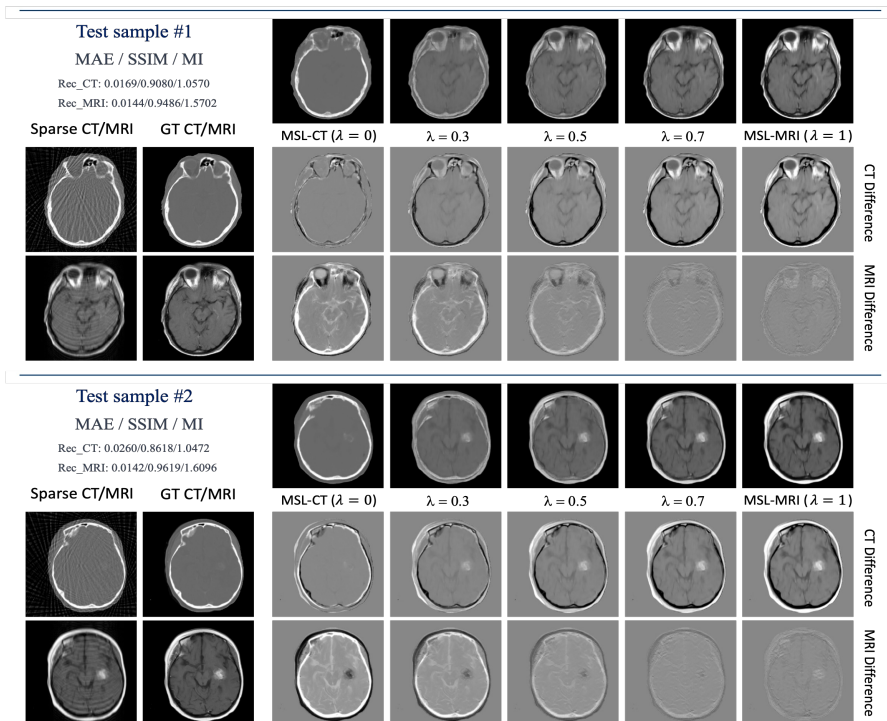 Test sample #1
MAE / SSIM / MI
Rec_CT: 0.0169/0.9080/1.0570
Rec_MRI: 0.0144/0.9486/1.5702
Sparse CT/MRI GT CT/MRI
MSL-CT (λ = 0) λ = 0.3 λ = 0.5 λ = 0.7 MSL-MRI (λ = 1)
CT Difference
MRI Difference
Test sample #2
MAE / SSIM / MI
Rec_CT: 0.0260/0.8618/1.0472
Rec_MRI: 0.0142/0.9619/1.6096
Sparse CT/MRI GT CT/MRI
MSL-CT (λ = 0) λ = 0.3 λ = 0.5 λ = 0.7 MSL-MRI (λ = 1)
CT Difference
MRI Difference